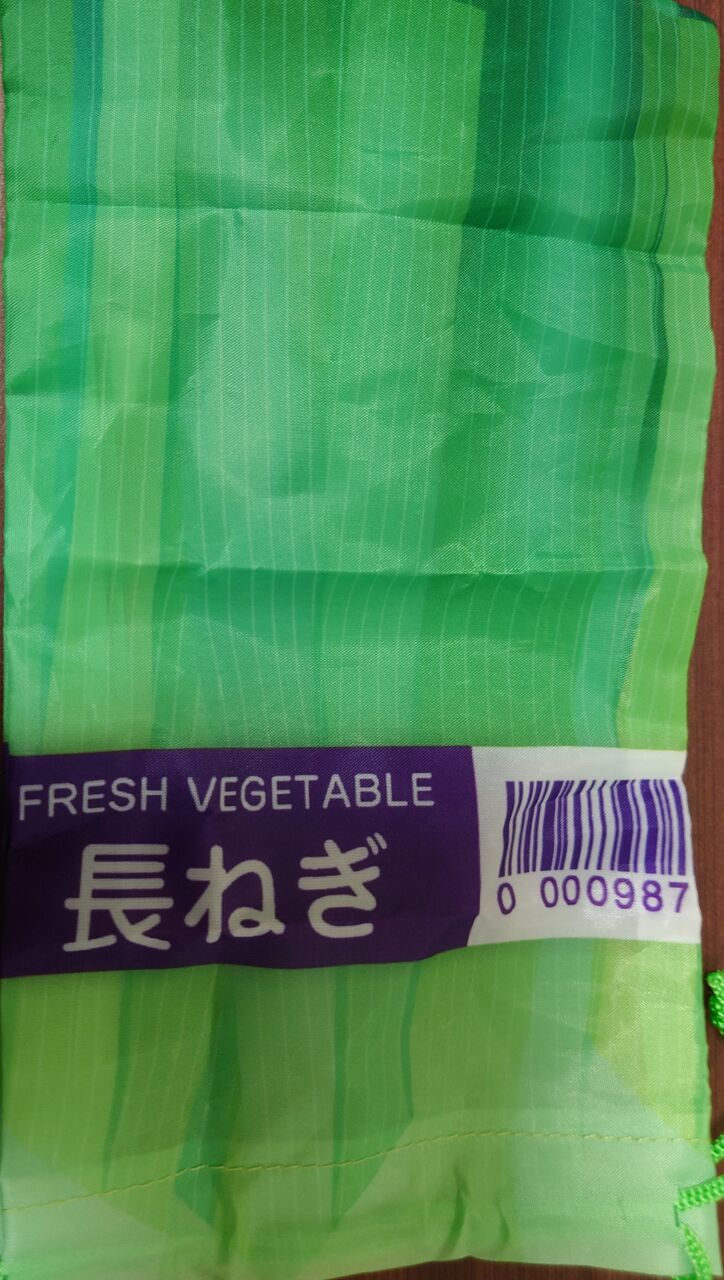 FRESH VEGETABLE
長ねぎ
0 000987